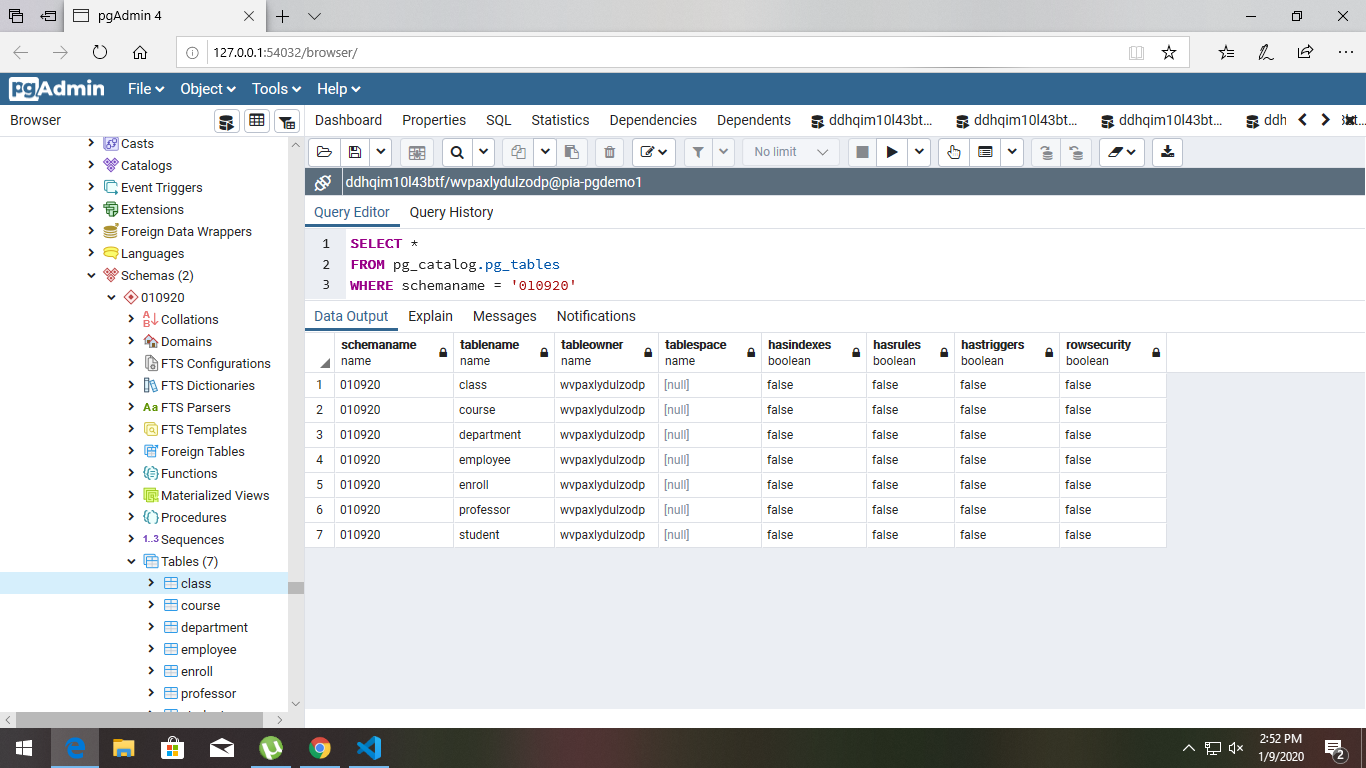 pgAdmin 4
127.0.0.1:54032/browser/
pgAdmin File Object Tools Help
Browser
Dashboard Properties SQL Statistics Dependencies Dependents ddhqim10l43bt... ddhqim10l43bt... ddhqim10l43bt... ddh
Casts
Catalogs
Event Triggers
Extensions
Foreign Data Wrappers
Languages
Schemas (2)
010920
Collations
Domains
FTS Configurations
FTS Dictionaries
Aa FTS Parsers
FTS Templates
Foreign Tables
Functions
Materialized Views
Procedures
1..3 Sequences
Tables (7)
class
course
department
employee
enroll
professor
No limit
ddhqim10l43btf/wvpaxlydulzodp@pia-pgdemo1
Query Editor Query History
1 SELECT *
2 FROM pg_catalog.pg_tables
3 WHERE schemaname = '010920'
Data Output Explain Messages Notifications
schemaname tablename tableowner tablespace hasindexes hasrules hastriggers rowsecurity
name name name name boolean boolean boolean boolean
1 010920 class wvpaxlydulzodp [null] false false false false
2 010920 course wvpaxlydulzodp [null] false false false false
3 010920 department wvpaxlydulzodp [null] false false false false
4 010920 employee wvpaxlydulzodp [null] false false false false
5 010920 enroll wvpaxlydulzodp [null] false false false false
6 010920 professor wvpaxlydulzodp [null] false false false false
7 010920 student wvpaxlydulzodp [null] false false false false
2:52 PM
1/9/2020
2